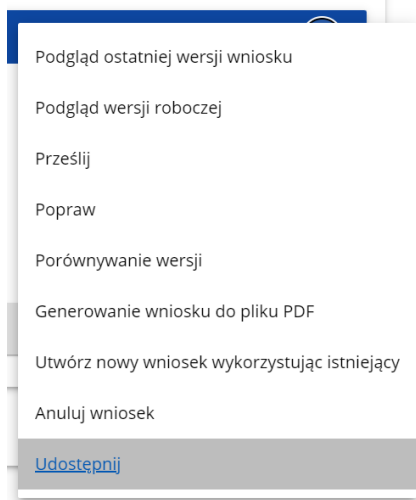 Podgląd ostatniej wersji wniosku
Podgląd wersji roboczej
Prześlij
Popraw
Porównywanie wersji
Generowanie wniosku do pliku PDF
Utwórz nowy wniosek wykorzystując istniejący
Anuluj wniosek
Udostępnij